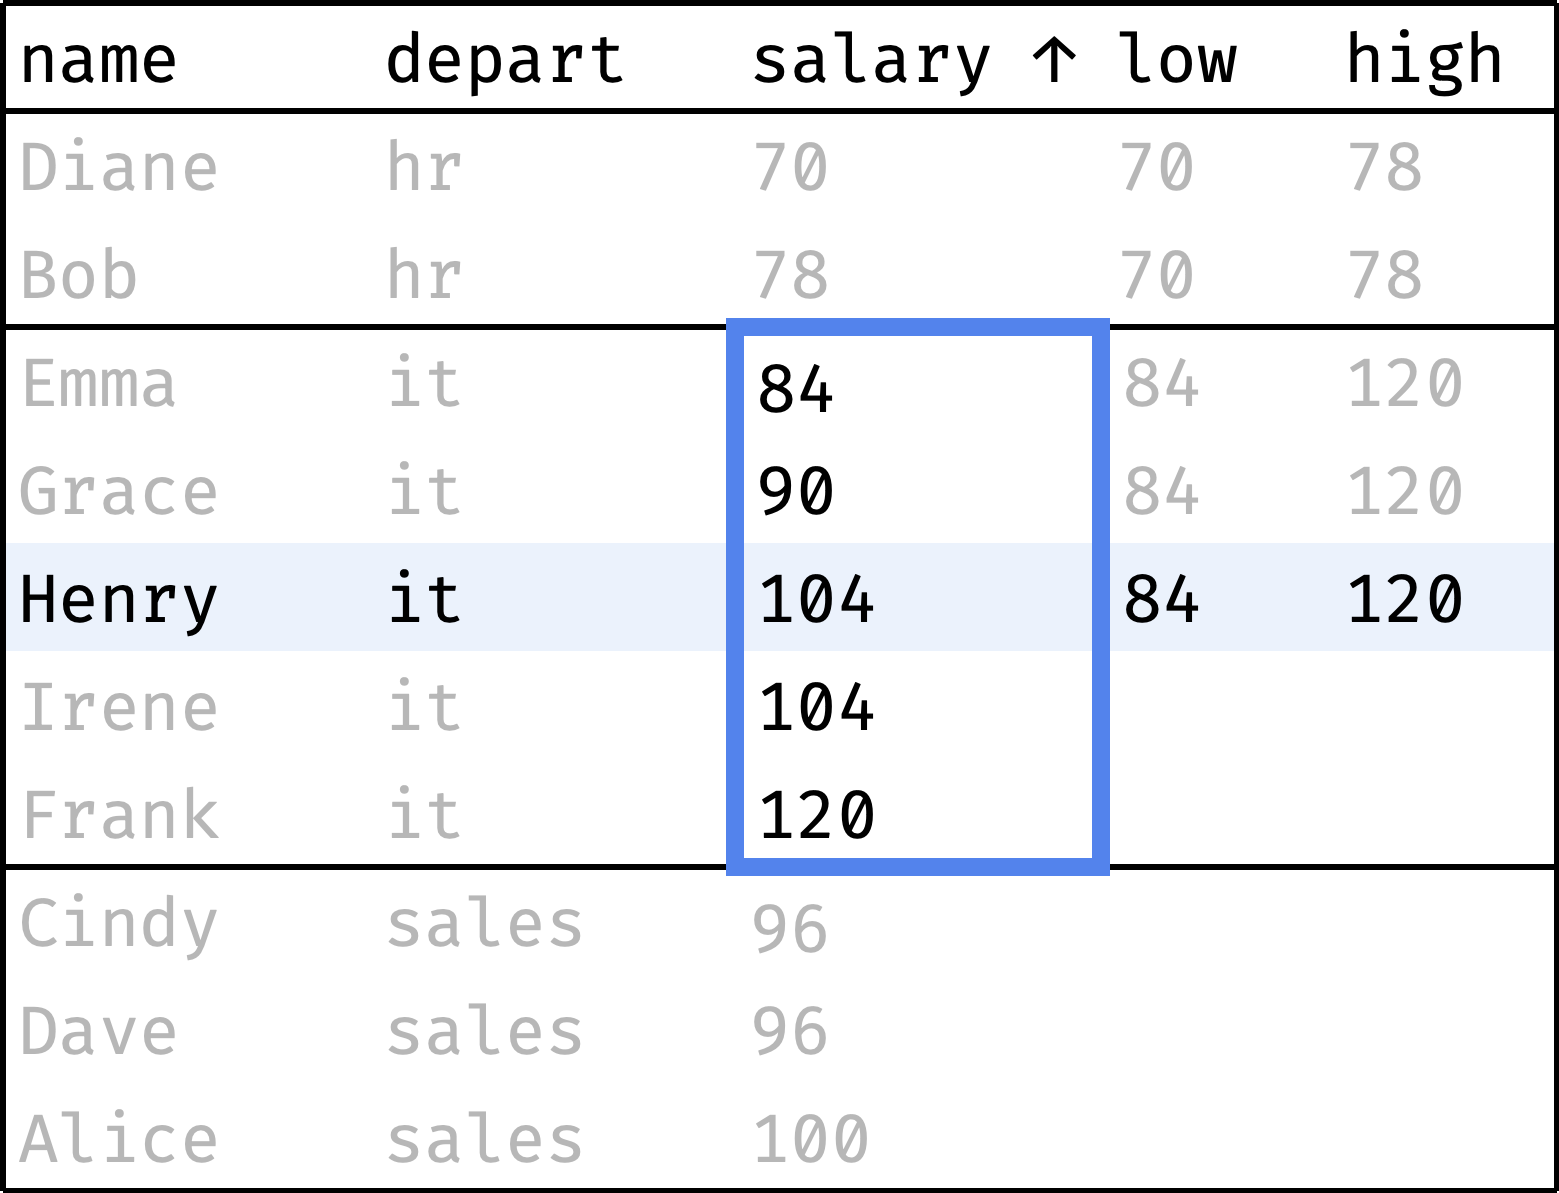 name depart salary ↑ low high
Diane hr 70 70 78
Bob hr 78 70 78
Emma it 84 84 120
Grace it 90 84 120
Henry it 104 84 120
Irene it 104
Frank it 120
Cindy sales 96
Dave sales 96
Alice sales 100